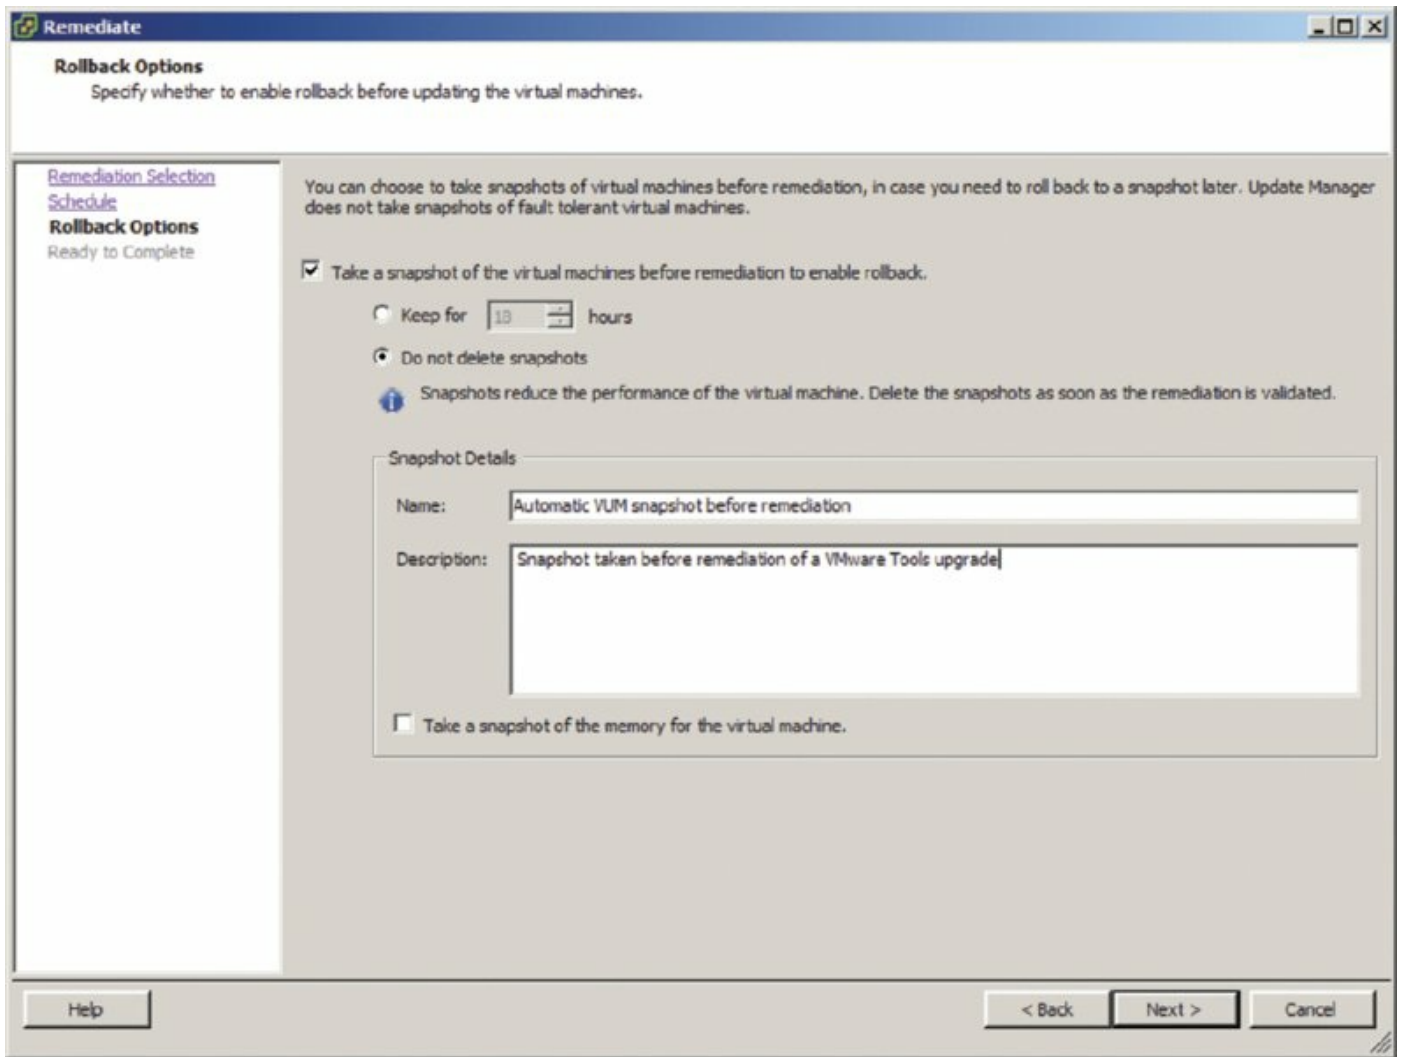 Remediate
Rollback Options
Specify whether to enable rollback before updating the virtual machines.
Remediation Selection
Schedule
Rollback Options
Ready to Complete
You can choose to take snapshots of virtual machines before remediation, in case you need to roll back to a snapshot later. Update Manager
does not take snapshots of fault tolerant virtual machines.
Take a snapshot of the virtual machines before remediation to enable rollback.
Keep for 18 hours
Do not delete snapshots
Snapshots reduce the performance of the virtual machine. Delete the snapshots as soon as the remediation is validated.
Snapshot Details
Name: Automatic VUM snapshot before remediation
Description: Snapshot taken before remediation of a VMware Tools upgrade
Take a snapshot of the memory for the virtual machine.
Help
< Back
Next >
Cancel